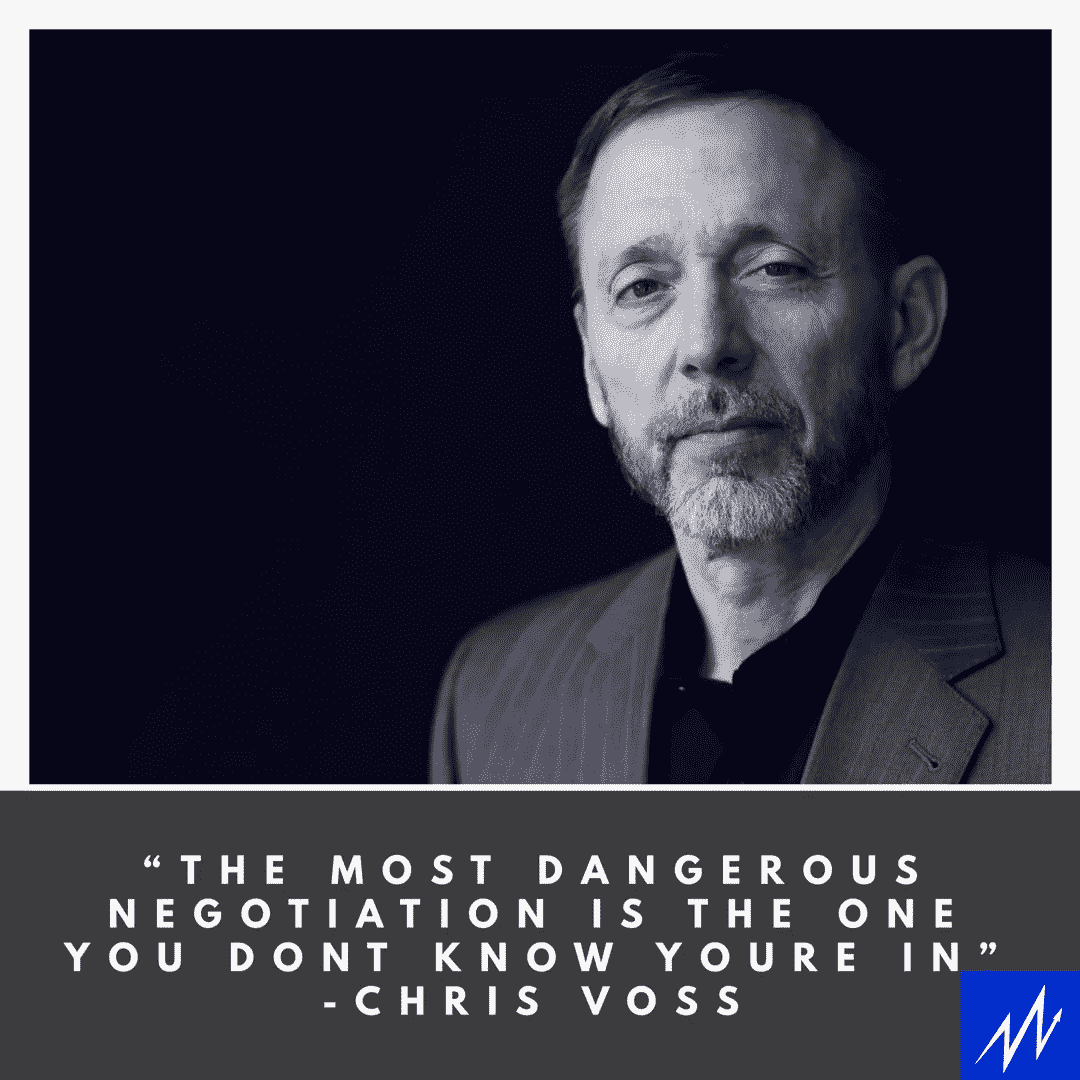 “THE MOST DANGEROUS
NEGOTIATION IS THE ONE
YOU DONT KNOW YOURE IN”
-CHRIS VOSS